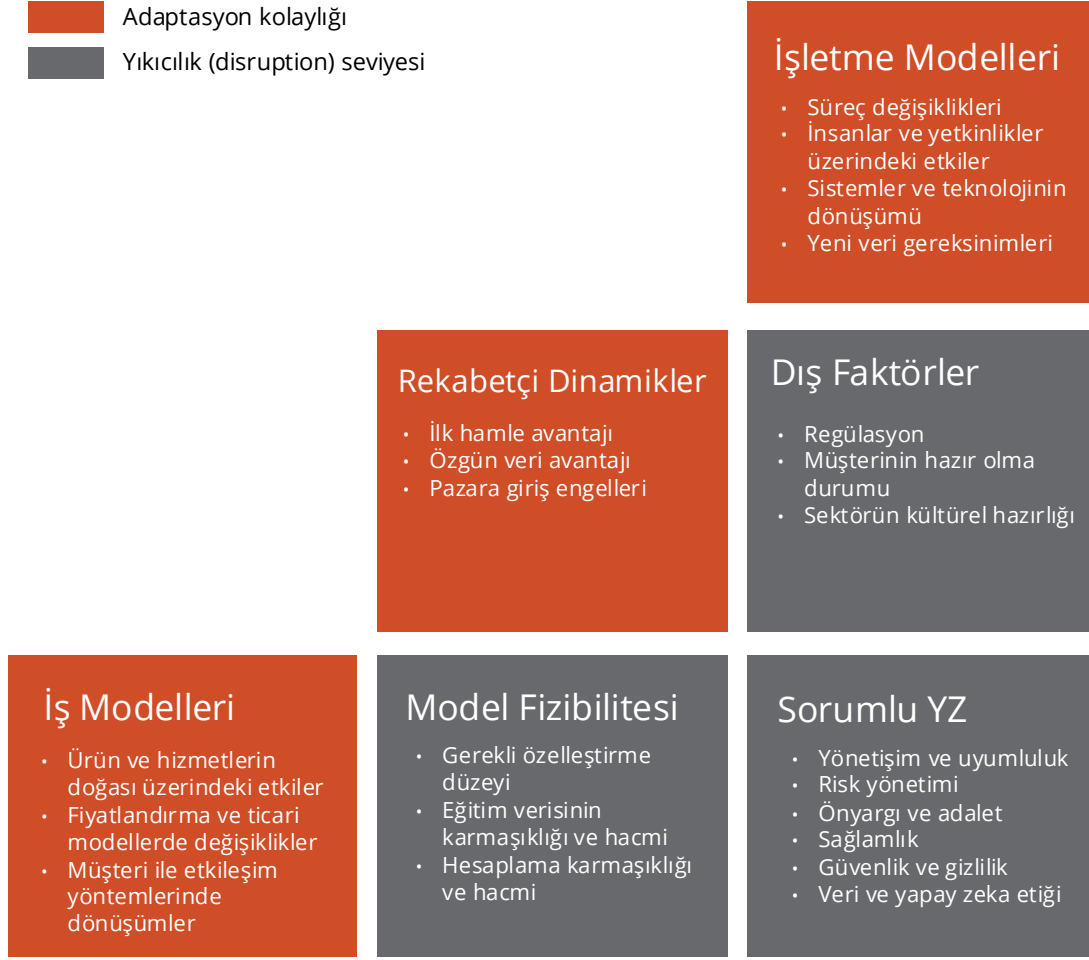 Adaptasyon kolaylığı
Yıkıcılık (disruption) seviyesi
İşletme Modelleri
• Süreç değişiklikleri
• İnsanlar ve yetkinlikler
üzerindeki etkiler
• Sistemler ve teknolojinin
dönüşümü
• Yeni veri gereksinimleri
Rekabetçi Dinamikler
• İlk hamle avantajı
• Özgün veri avantajı
• Pazara giriş engelleri
Dış Faktörler
• Regülasyon
• Müşterinin hazır olma
durumu
• Sektörün kültürel hazırlığı
İş Modelleri
• Ürün ve hizmetlerin
doğası üzerindeki etkiler
• Fiyatlandırma ve ticari
modellerde değişiklikler
• Müşteri ile etkileşim
yöntemlerinde
dönüşümler
Model Fizibilitesi
• Gerekli özelleştirme
düzeyi
• Eğitim verisinin
karmaşıklığı ve hacmi
• Hesaplama karmaşıklığı
ve hacmi
Sorumlu YZ
• Yönetişim ve uyumluluk
• Risk yönetimi
• Önyargı ve adalet
• Sağlamlık
• Güvenlik ve gizlilik
• Veri ve yapay zeka etiği